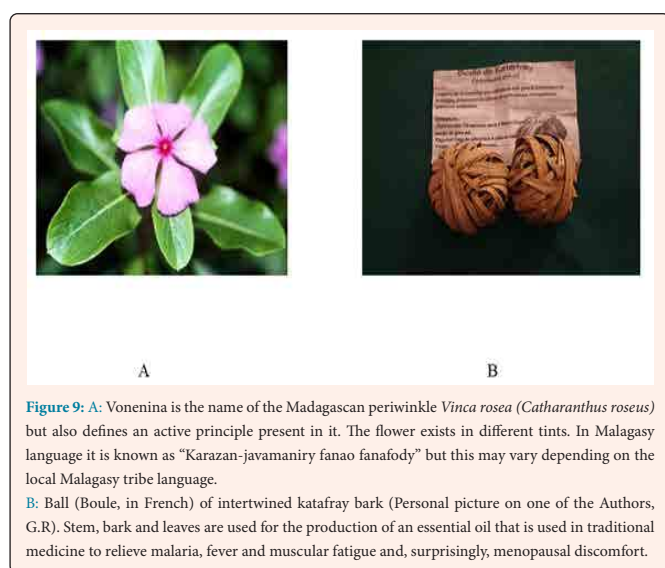 Boule de Katafray
A
B
Figure 9: A: Vonenina is the name of the Madagascan periwinkle Vinca rosea (Catharanthus roseus)
but also defines an active principle present in it. The flower exists in different tints. In Malagasy
language it is known as “Karazan-javamaniry fanao fanafody” but this may vary depending on the
local Malagasy tribe language.
B: Ball (Boule, in French) of intertwined katafray bark (Personal picture on one of the Authors,
G.R). Stem, bark and leaves are used for the production of an essential oil that is used in traditional
medicine to relieve malaria, fever and muscular fatigue and, surprisingly, menopausal discomfort.